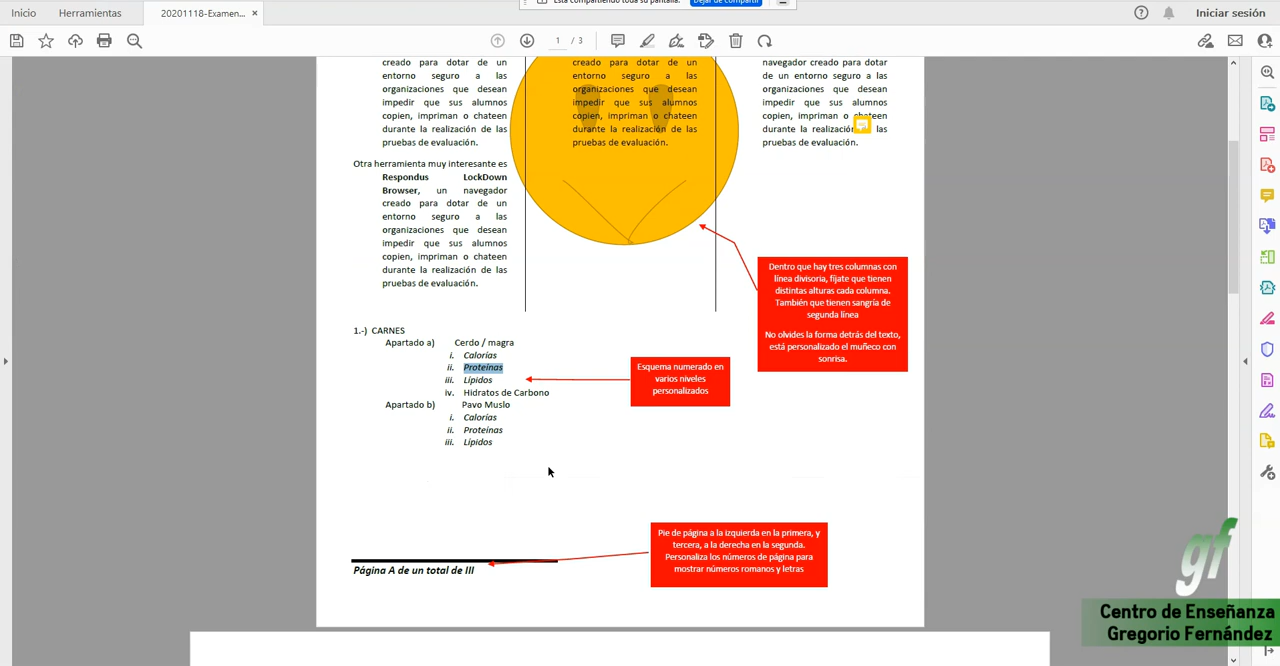 Está compartiendo toda su pantalla.
Dejar de compartir
Inicio
Herramientas
20201118-Examen...
Iniciar sesión
1 / 3
creado para dotar de
un entorno seguro a las
organizaciones que desean
impedir que sus alumnos
copien, impriman o chateen
durante la realización de las
pruebas de evaluación.
Otra herramienta muy interesante es
Respondus LockDown
Browser, un navegador
creado para dotar de un
entorno seguro a las
organizaciones que desean
impedir que sus alumnos
copien, impriman o chateen
durante la realización de las
pruebas de evaluación.
creado para dotar de un
entorno seguro a las
organizaciones que desean
impedir que sus alumnos
copien, impriman o chateen
durante la realización de las
pruebas de evaluación.
navegador creado para dotar
de un entorno seguro a las
organizaciones que desean
impedir que sus alumnos
copien, impriman o chateen
durante la realización las
pruebas de evaluación.
Dentro que hay tres columnas con
línea divisoria, fíjate que tienen
distintas alturas cada columna.
También que tienen sangría de
segunda línea
No olvides la forma detrás del texto,
está personalizado el muñeco con
sonrisa.
1.-) CARNES
Apartado a) Cerdo / magra
i. Calorías
ii. Proteínas
iii. Lípidos
iv. Hidratos de Carbono
Apartado b) Pavo Muslo
i. Calorías
ii. Proteínas
iii. Lípidos
Esquema numerado en
varios niveles
personalizados
Pie de página a la izquierda en la primera, y
tercera, a la derecha en la segunda.
Personaliza los números de página para
mostrar números romanos y letras
Página A de un total de III
gf
Centro de Enseñanza
Gregorio Fernández